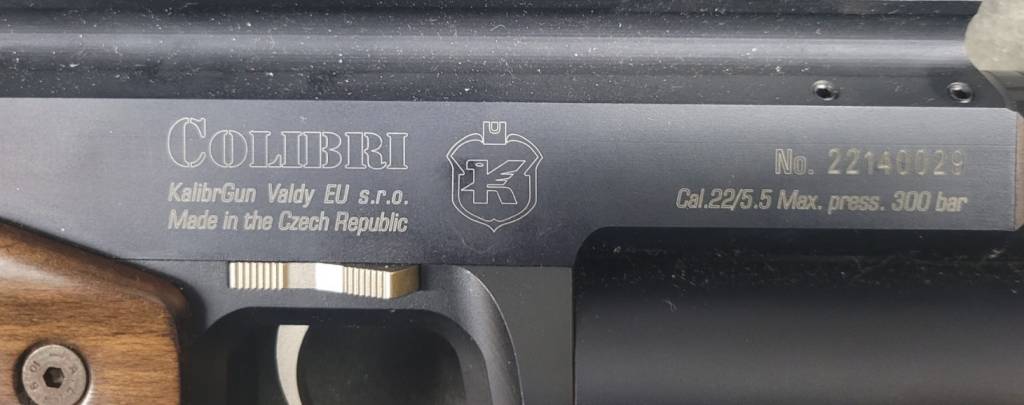 COLIBRI
KalibrGun Valdy EU s.r.o.
Made in the Czech Republic
K
No. 22140029
Cal.22/5.5 Max. press. 300 bar